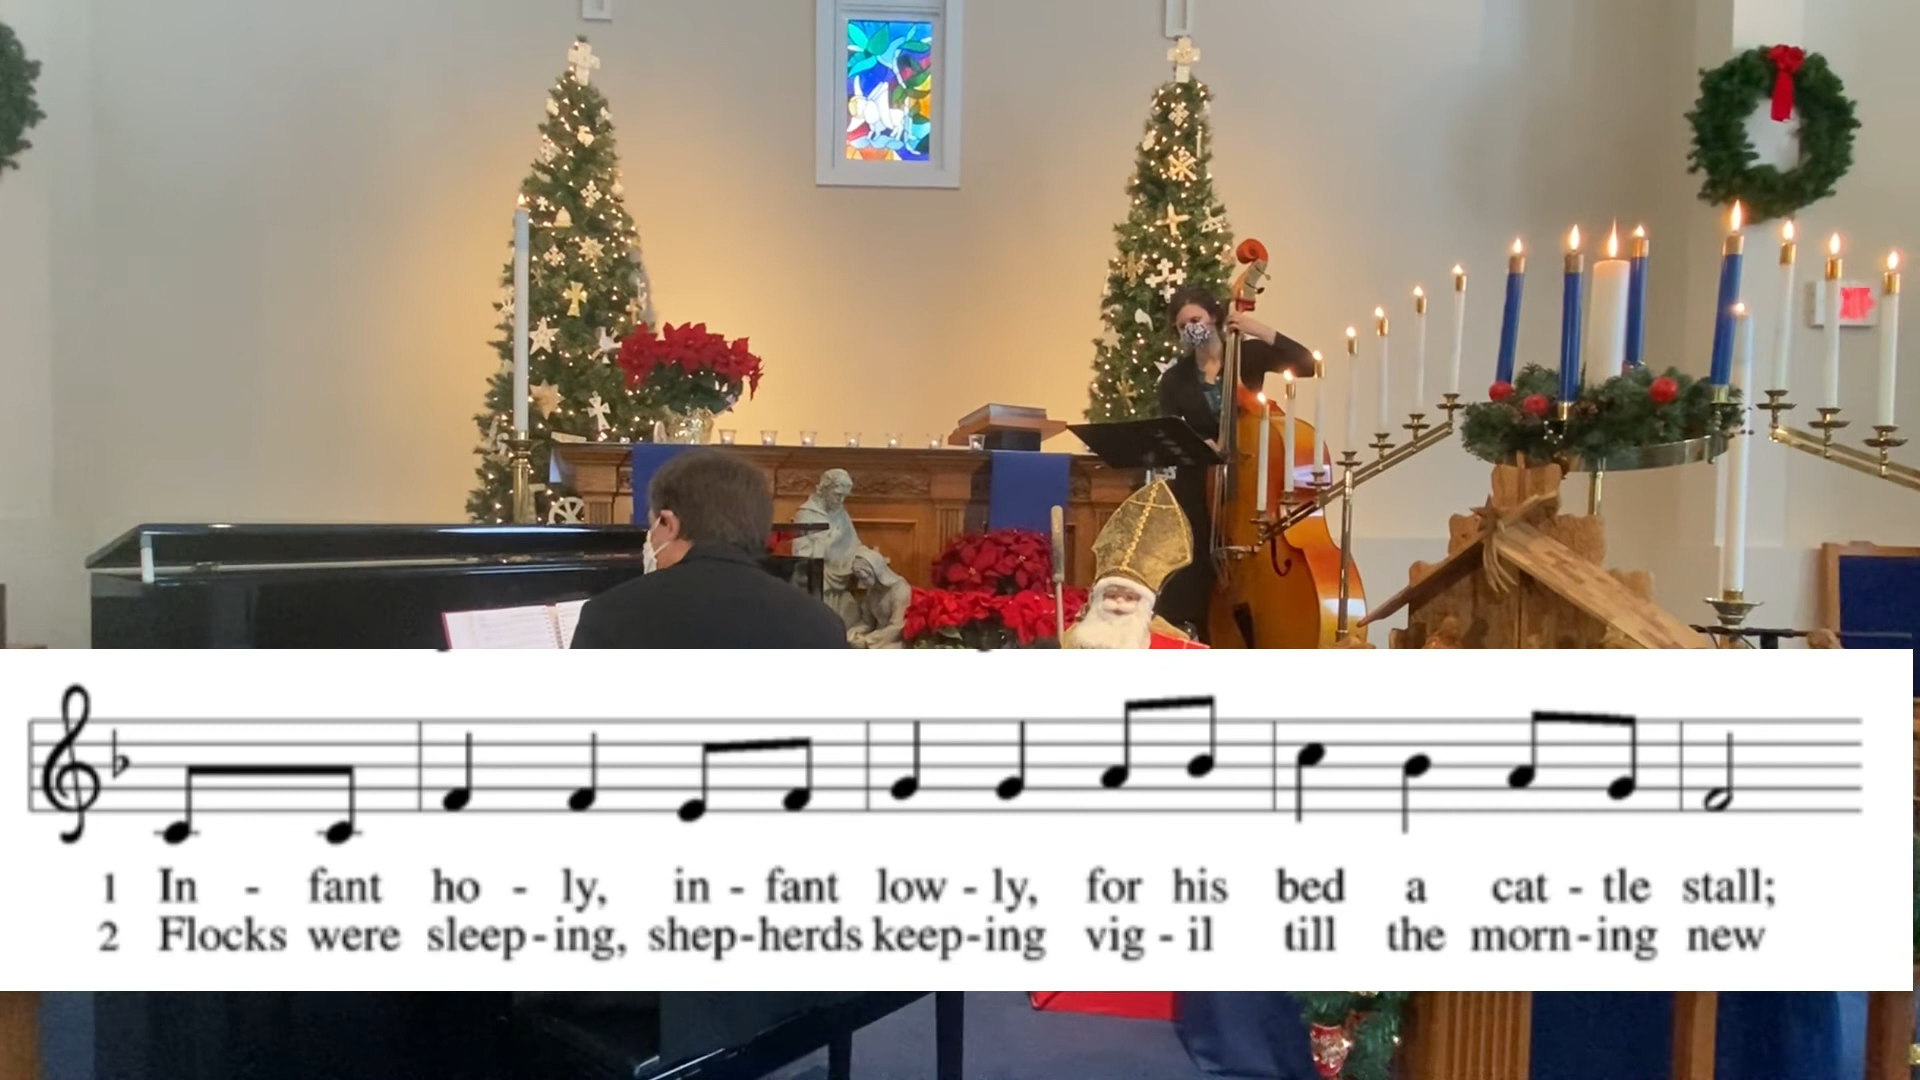 1 In - fant ho - ly, in - fant low - ly, for his bed a cat - tle stall;
2 Flocks were sleep - ing, shep - herds keep - ing vig - il till the morn - ing new